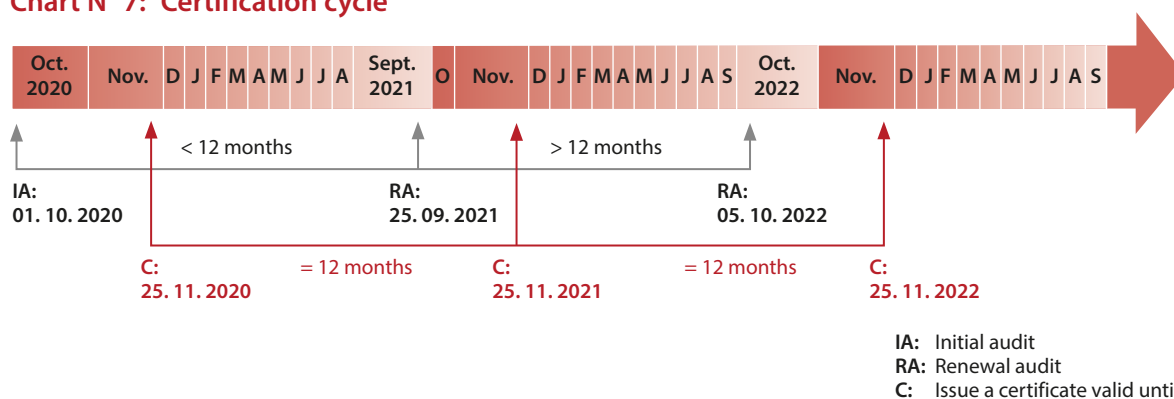 Chart N° 7: Certification cycle
Oct. 2020 Nov. D J F M A M J J A Sept. 2021 O Nov. D J F M A M J J A S Oct. 2022 Nov. D J F M A M J J A S
< 12 months > 12 months
IA: RA: RA:
01. 10. 2020 25. 09. 2021 05. 10. 2022
C: = 12 months C: = 12 months C:
25. 11. 2020 25. 11. 2021 25. 11. 2022
IA: Initial audit
RA: Renewal audit
C: Issue a certificate valid until